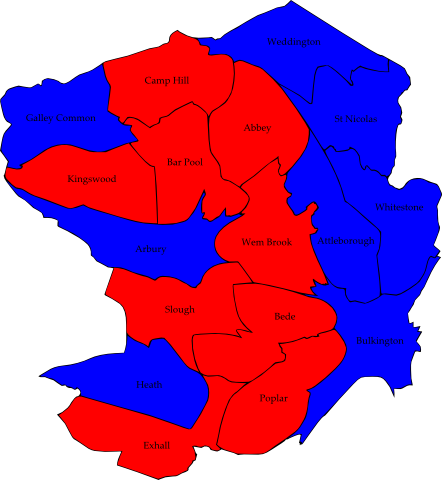 Weddington
Camp Hill
Galley Common
St Nicolas
Abbey
Bar Pool
Kingswood
Whitestone
Wem Brook
Attleborough
Arbury
Slough
Bede
Bulkington
Heath
Poplar
Exhall